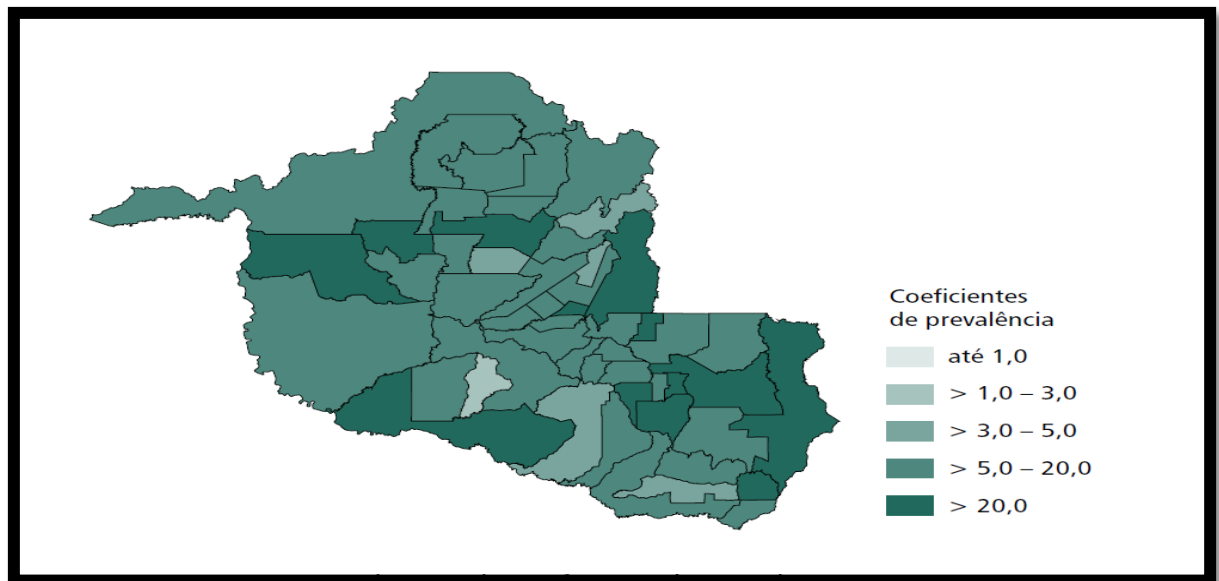 Coeficientes
de prevalência
até 1,0
> 1,0 – 3,0
> 3,0 – 5,0
> 5,0 – 20,0
> 20,0